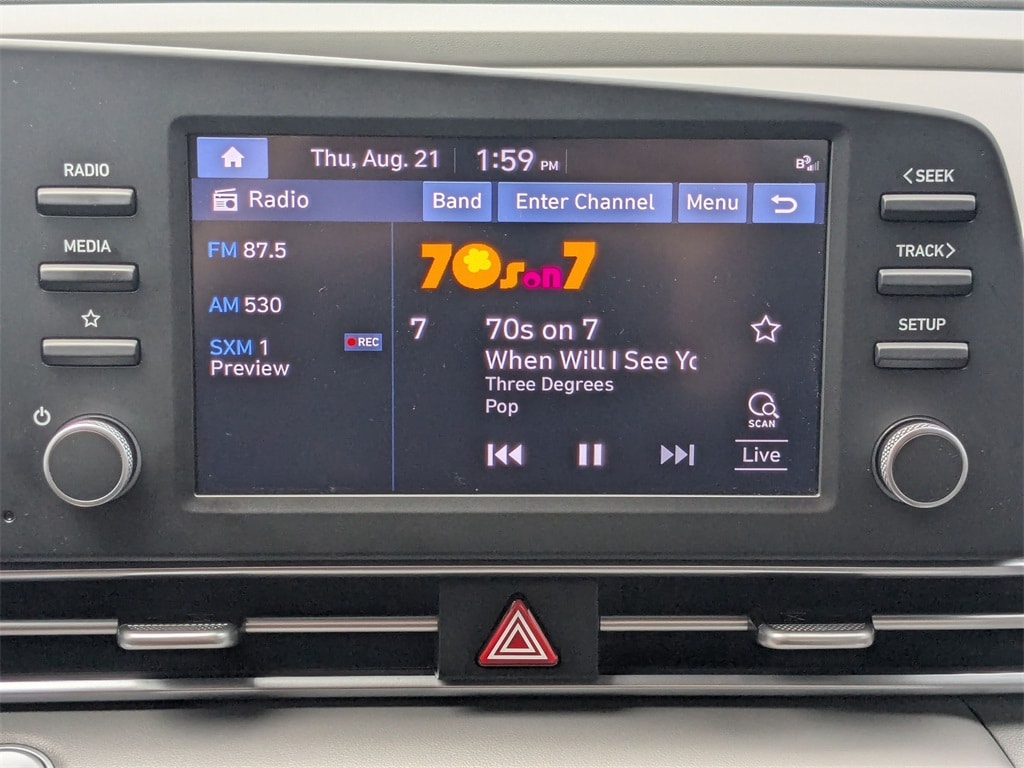 Thu, Aug. 21 1:59 PM B
Radio Band Enter Channel Menu
FM 87.5
AM 530
SXM 1 REC
Preview
70s on 7
7 70s on 7
When Will I See Yo
Three Degrees
Pop
SCAN
Live
RADIO
MEDIA
< SEEK
TRACK >
SETUP